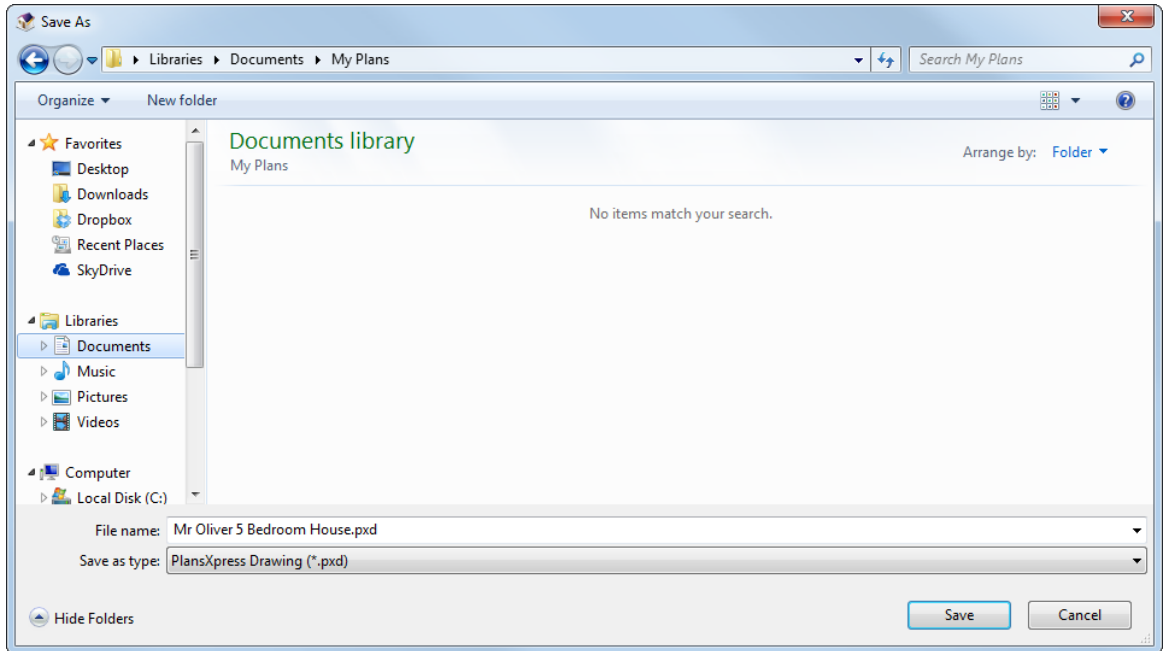 Save As
Libraries Documents My Plans
Search My Plans
Organize
New folder
Favorites
Desktop
Downloads
Dropbox
Recent Places
SkyDrive
Libraries
Documents
Music
Pictures
Videos
Computer
Local Disk (C:)
Documents library
My Plans
Arrange by: Folder
No items match your search.
File name: Mr Oliver 5 Bedroom House.pxd
Save as type: PlansXpress Drawing (*.pxd)
Hide Folders
Save
Cancel